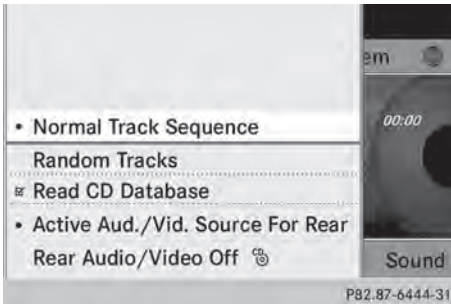 em
00:00
• Normal Track Sequence
Random Tracks
Read CD Database
• Active Aud./Vid. Source For Rear
Rear Audio/Video Off CD
Sound
P82.87-6444-31